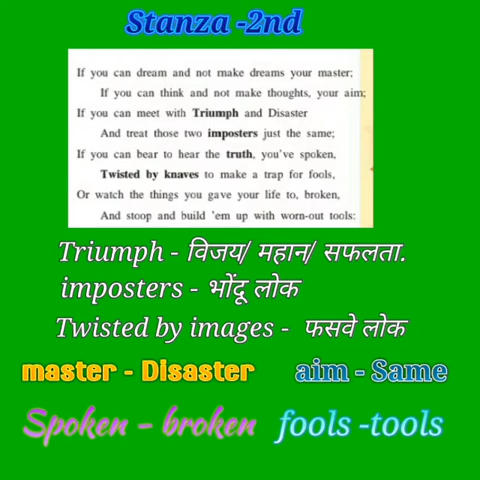 Stanza -2nd
If you can dream and not make dreams your master;
If you can think and not make thoughts, your aim;
If you can meet with Triumph and Disaster
And treat those two imposters just the same;
If you can bear to hear the truth, you've spoken,
Twisted by knaves to make a trap for fools,
Or watch the things you gave your life to, broken,
And stoop and build 'em up with worn-out tools:
Triumph - विजय/ महान/ सफलता.
imposters - भोंदू लोक
Twisted by images - फसवे लोक
master - Disaster aim - Same
Spoken - broken fools -tools